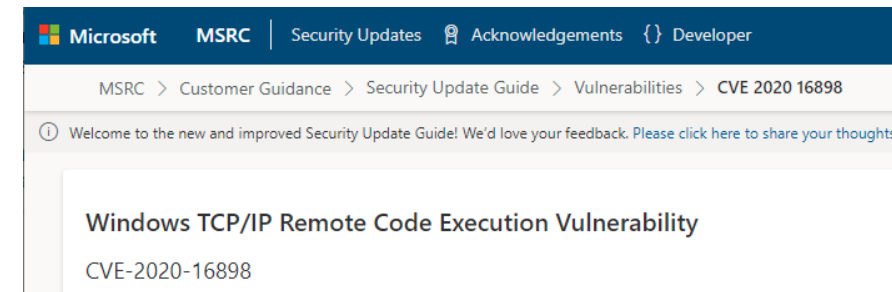 Microsoft MSRC Security Updates Acknowledgements {} Developer
MSRC > Customer Guidance > Security Update Guide > Vulnerabilities > CVE 2020 16898
Welcome to the new and improved Security Update Guide! We'd love your feedback. Please click here to share your thoughts
Windows TCP/IP Remote Code Execution Vulnerability
CVE-2020-16898